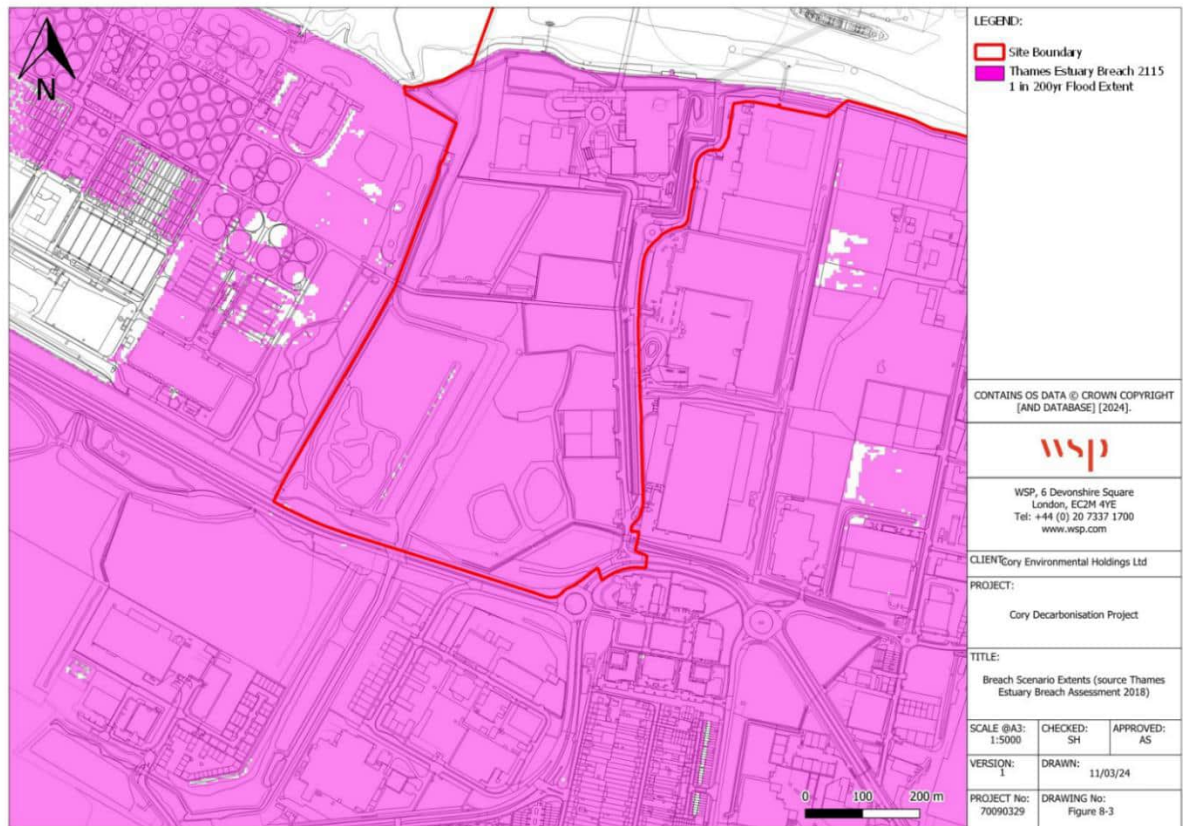 N
LEGEND:
Site Boundary
Thames Estuary Breach 2115
1 in 200yr Flood Extent
CONTAINS OS DATA © CROWN COPYRIGHT
[AND DATABASE] [2024].
wsp
WSP, 6 Devonshire Square
London, EC2M 4YE
Tel: +44 (0) 20 7337 1700
www.wsp.com
CLIENT: Cory Environmental Holdings Ltd
PROJECT:
Cory Decarbonisation Project
TITLE:
Breach Scenario Extents (source Thames
Estuary Breach Assessment 2018)
SCALE @A3: CHECKED: APPROVED:
1:5000 SH AS
VERSION: DRAWN:
1 11/03/24
PROJECT No: DRAWING No:
70090329 Figure 8-3
0 100 200 m